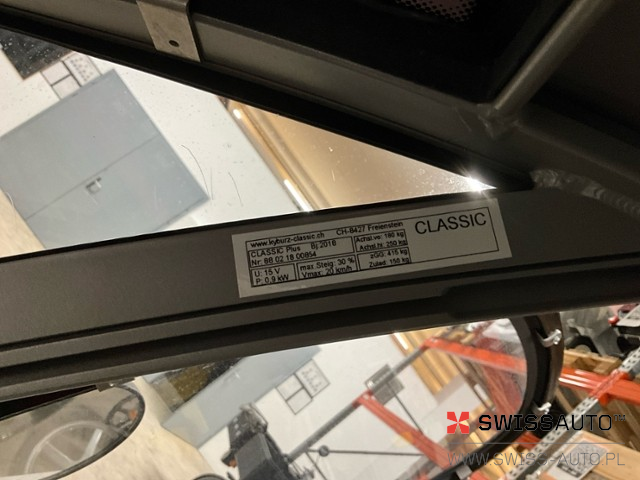 www.kyburz-classic.ch CH-8427 Freienstein
CLASSIC Plus Bj 2016
Nr. 88 02 18 00854
U: 15 V
P: 0,9 kW
max Steig: 30 %
Vmax: 20 km/h
Achsl.vo: 180 kg
Achsl.hi: 250 kg
zGG: 415 kg
Zulad: 150 kg
CLASSIC
SWISSAUTO
WWW.SWISS-AUTO.PL